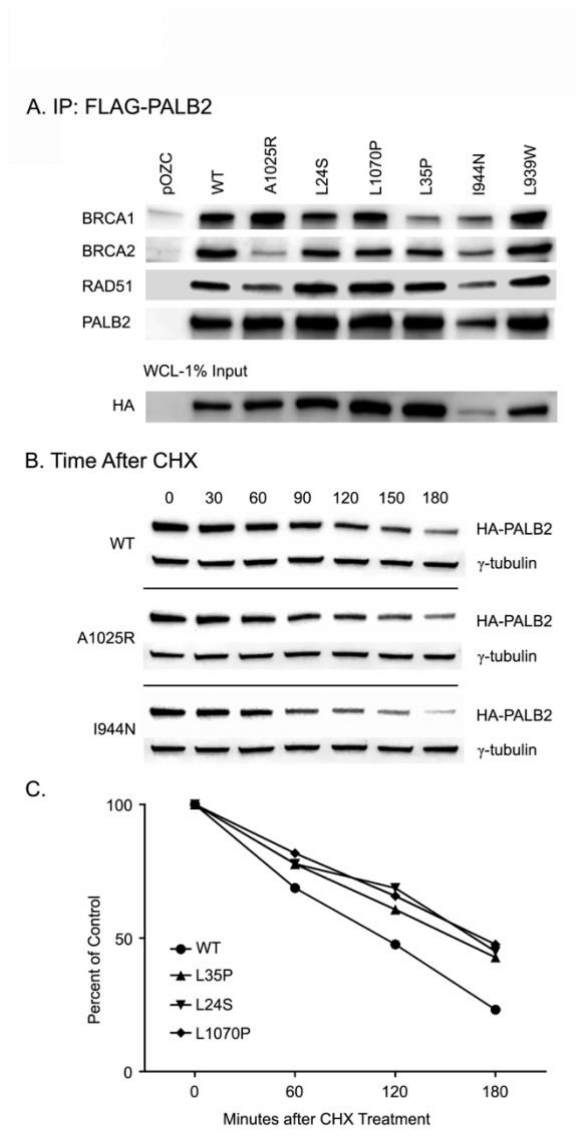 A. IP: FLAG-PALB2
pOZC WT A1025R L24S L1070P L35P I944N L939W
BRCA1
BRCA2
RAD51
PALB2
WCL-1% Input
HA
B. Time After CHX
0 30 60 90 120 150 180
WT
HA-PALB2
γ-tubulin
A1025R
HA-PALB2
γ-tubulin
I944N
HA-PALB2
γ-tubulin
C.
100
50
0
Percent of Control
WT
L35P
L24S
L1070P
0 60 120 180
Minutes after CHX Treatment